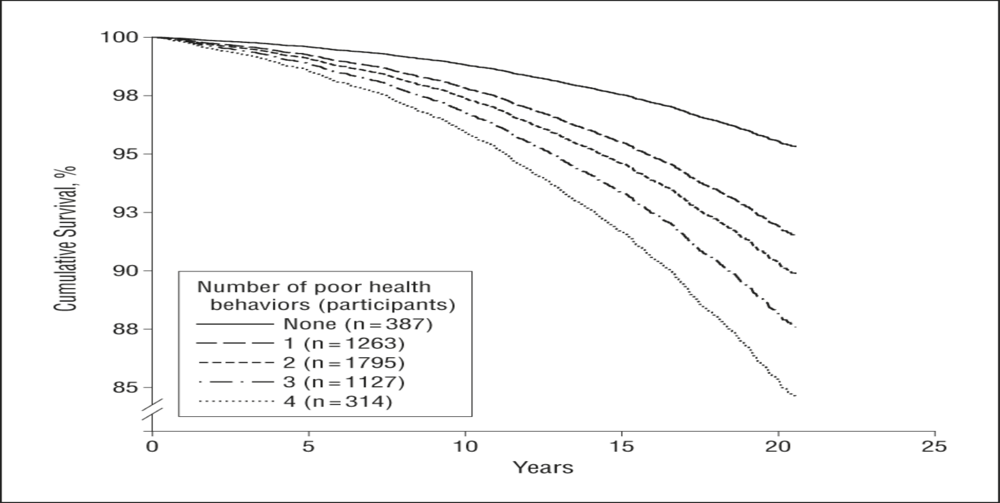 100
98
95
93
90
88
85
Cumulative Survival, %
Number of poor health
behaviors (participants)
None (n=387)
1 (n=1263)
2 (n=1795)
3 (n=1127)
4 (n=314)
0 5 10 15 20 25
Years